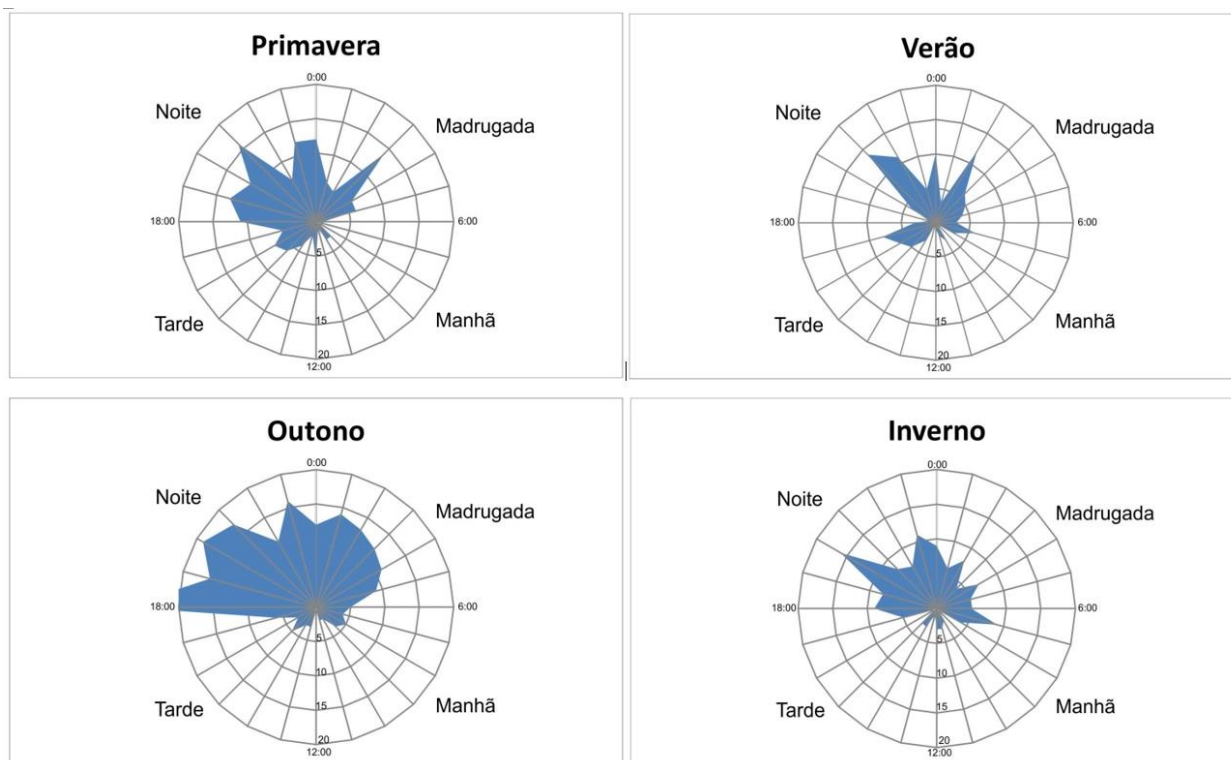 Primavera
0:00
Noite
Madrugada
18:00
6:00
5
10
Tarde
Manhã
15
20
12:00
Verão
0:00
Noite
Madrugada
18:00
6:00
5
10
Tarde
Manhã
15
20
12:00
Outono
0:00
Noite
Madrugada
18:00
6:00
5
10
Tarde
Manhã
15
20
12:00
Inverno
0:00
Noite
Madrugada
18:00
6:00
5
10
Tarde
Manhã
15
20
12:00